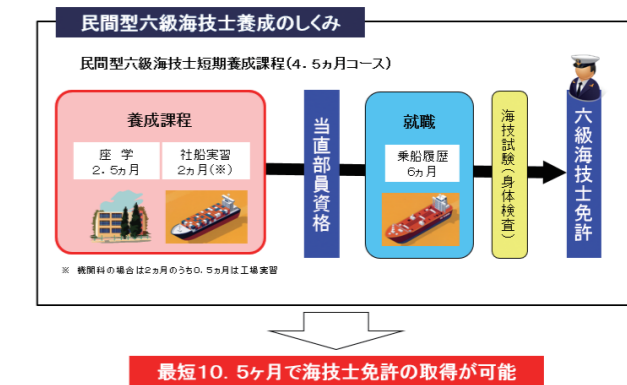 民間型六級海技士養成のしくみ
民間型六級海技士短期養成課程(4.5ヵ月コース)
養成課程
座 学
2.5ヵ月
社船実習
2ヵ月(※)
当直部員資格
就職
乗船履歴
6ヵ月
海技試験(身体検査)
六級海技士免許
※ 機関科の場合は2ヵ月のうち0.5ヵ月は工場実習
最短10.5ヶ月で海技士免許の取得が可能